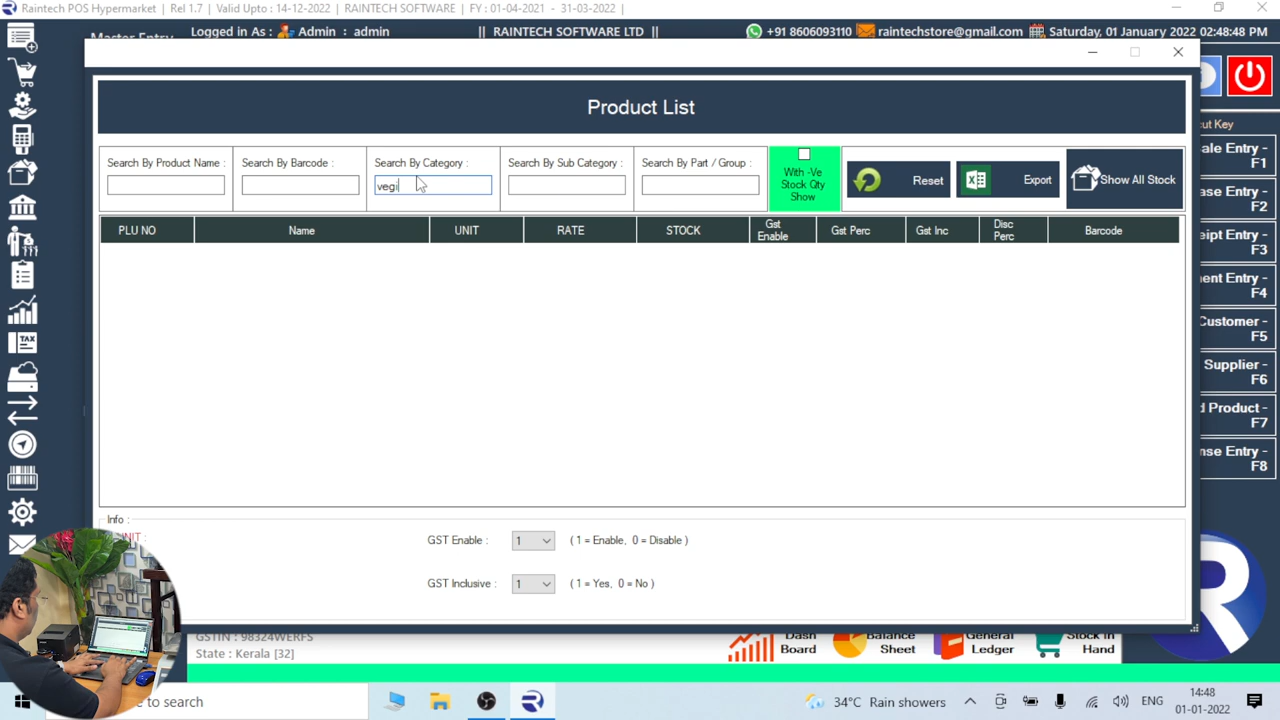 Raintech POS Hypermarket | Rel 1.7 | Valid Upto : 14-12-2022 | RAINTECH SOFTWARE | FY : 01-04-2021 - 31-03-2022 |
Master Entry
Logged in As : Admin : admin || RAINTECH SOFTWARE LTD || +91 8606093110 raintechstore@gmail.com Saturday, 01 January 2022 02:48:48 PM
Product List
Search By Product Name : Search By Barcode : Search By Category : Search By Sub Category : Search By Part / Group :
vegi
With -Ve
Stock Qty
Show
Reset
Export
Show All Stock
PLU NO Name UNIT RATE STOCK Gst Enable Gst Perc Gst Inc Disc Perc Barcode
Info :
UNIT :
GST Enable : 1 ( 1 = Enable, 0 = Disable )
GST Inclusive : 1 ( 1 = Yes, 0 = No )
cut Key
ale Entry -
F1
ase Entry -
F2
eipt Entry -
F3
ent Entry -
F4
Customer -
F5
Supplier -
F6
d Product -
F7
nse Entry -
F8
GSTIN : 98324WERFS
State : Kerala [32]
Dash
Board
Balance
Sheet
General
Ledger
Stock In
Hand
R
e to search
34°C Rain showers
ENG
14:48
01-01-2022